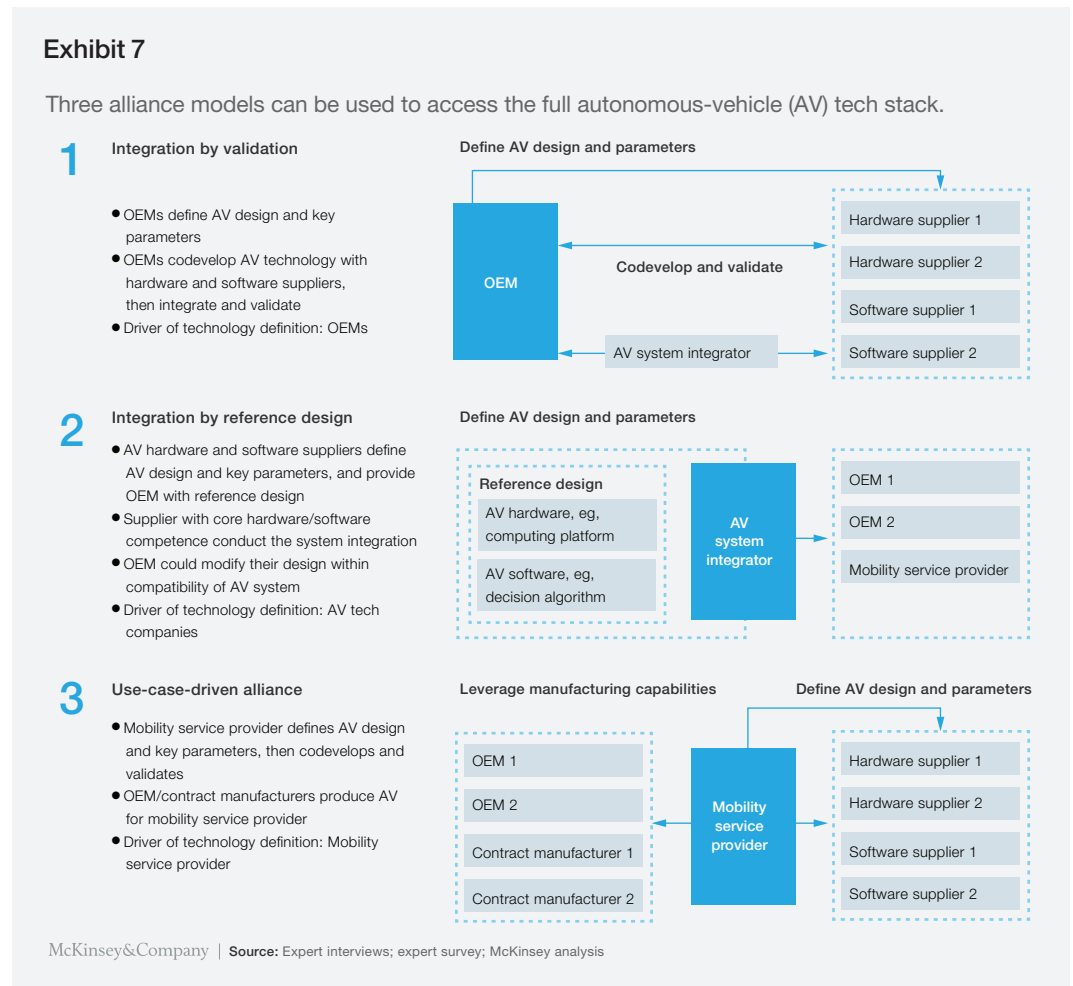 Exhibit 7
Three alliance models can be used to access the full autonomous-vehicle (AV) tech stack.
1
Integration by validation
● OEMs define AV design and key
parameters
● OEMs codevelop AV technology with
hardware and software suppliers,
then integrate and validate
● Driver of technology definition: OEMs
Define AV design and parameters
OEM
Codevelop and validate
AV system integrator
Hardware supplier 1
Hardware supplier 2
Software supplier 1
Software supplier 2
2
Integration by reference design
● AV hardware and software suppliers define
AV design and key parameters, and provide
OEM with reference design
● Supplier with core hardware/software
competence conduct the system integration
● OEM could modify their design within
compatibility of AV system
● Driver of technology definition: AV tech
companies
Define AV design and parameters
Reference design
AV hardware, eg,
computing platform
AV software, eg,
decision algorithm
AV
system
integrator
OEM 1
OEM 2
Mobility service provider
3
Use-case-driven alliance
● Mobility service provider defines AV design
and key parameters, then codevelops and
validates
● OEM/contract manufacturers produce AV
for mobility service provider
● Driver of technology definition: Mobility
service provider
Leverage manufacturing capabilities
Define AV design and parameters
OEM 1
OEM 2
Contract manufacturer 1
Contract manufacturer 2
Mobility
service
provider
Hardware supplier 1
Hardware supplier 2
Software supplier 1
Software supplier 2
McKinsey&Company | Source: Expert interviews; expert survey; McKinsey analysis